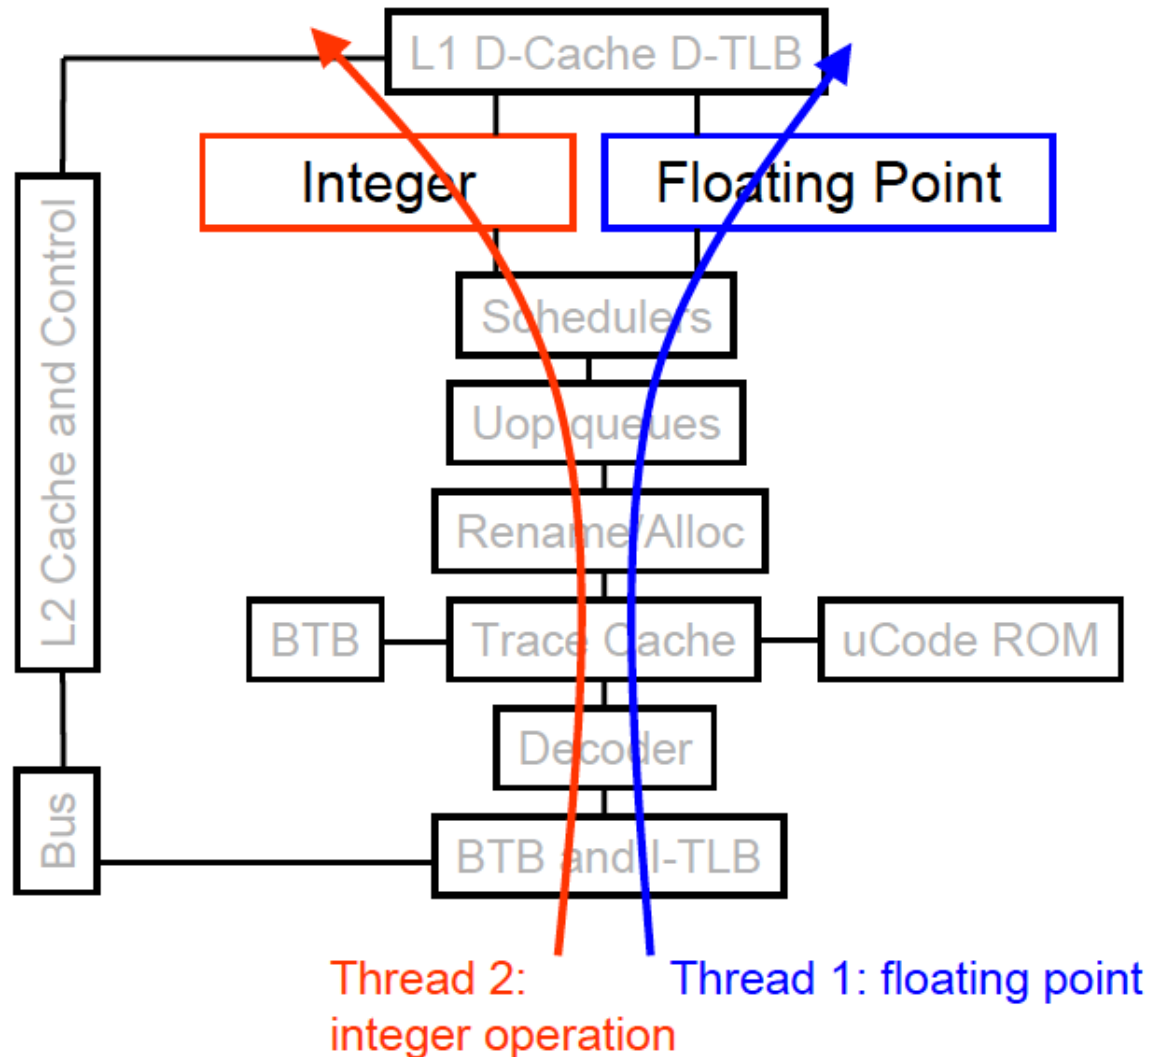 L1 D-Cache D-TLB
Integer
Floating Point
L2 Cache and Control
Schedulers
Uop queues
Rename/Alloc
BTB
Trace Cache
uCode ROM
Decoder
Bus
BTB and I-TLB
Thread 2:
integer operation
Thread 1: floating point